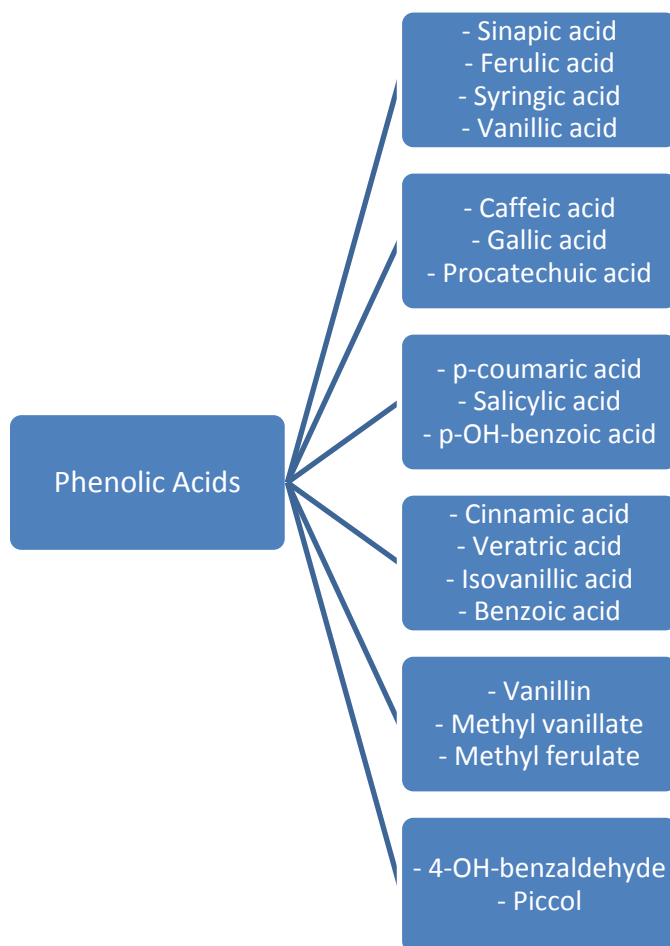 Phenolic Acids
- Sinapic acid
- Ferulic acid
- Syringic acid
- Vanillic acid
- Caffeic acid
- Gallic acid
- Procatechuic acid
- p-coumaric acid
- Salicylic acid
- p-OH-benzoic acid
- Cinnamic acid
- Veratric acid
- Isovanillic acid
- Benzoic acid
- Vanillin
- Methyl vanillate
- Methyl ferulate
- 4-OH-benzaldehyde
- Piccol